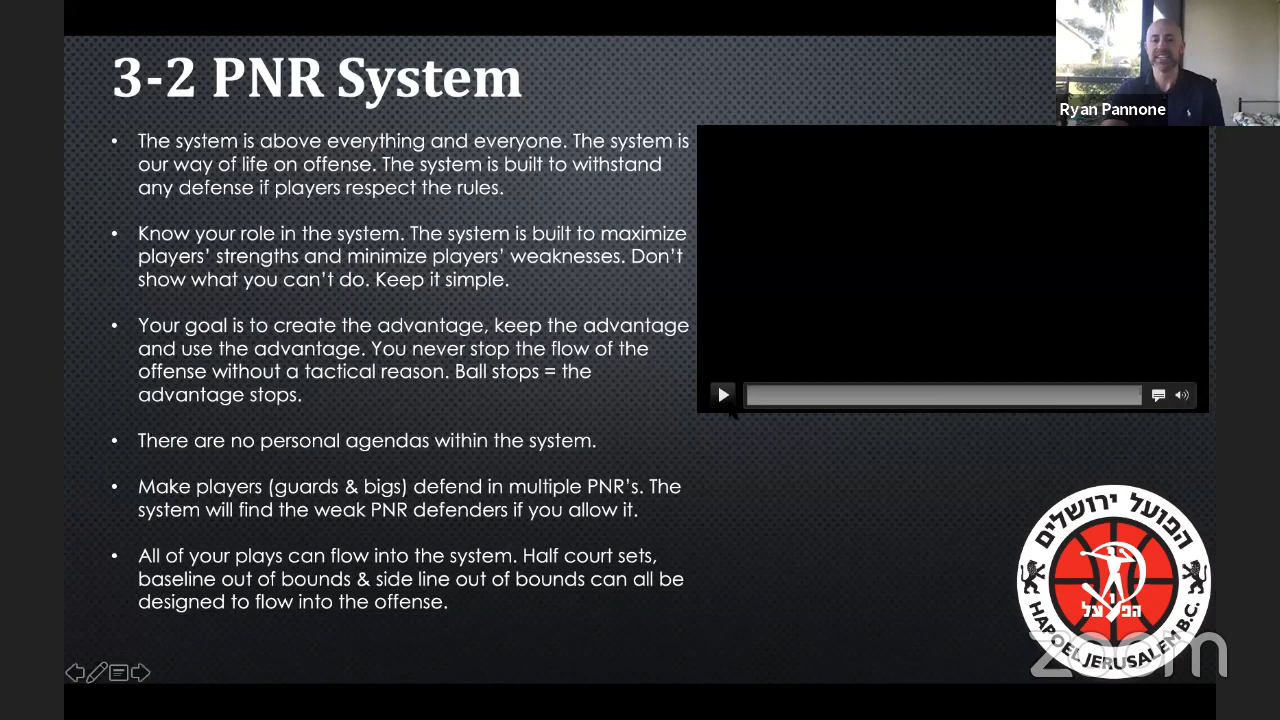 3-2 PNR System
Ryan Pannone
• The system is above everything and everyone. The system is
our way of life on offense. The system is built to withstand
any defense if players respect the rules.
• Know your role in the system. The system is built to maximize
players’ strengths and minimize players’ weaknesses. Don’t
show what you can’t do. Keep it simple.
• Your goal is to create the advantage, keep the advantage
and use the advantage. You never stop the flow of the
offense without a tactical reason. Ball stops = the
advantage stops.
• There are no personal agendas within the system.
• Make players (guards & bigs) defend in multiple PNR’s. The
system will find the weak PNR defenders if you allow it.
• All of your plays can flow into the system. Half court sets,
baseline out of bounds & side line out of bounds can all be
designed to flow into the offense.
הפועל ירושלים
הפועל
HAPOEL JERUSALEM B.C.
zoom